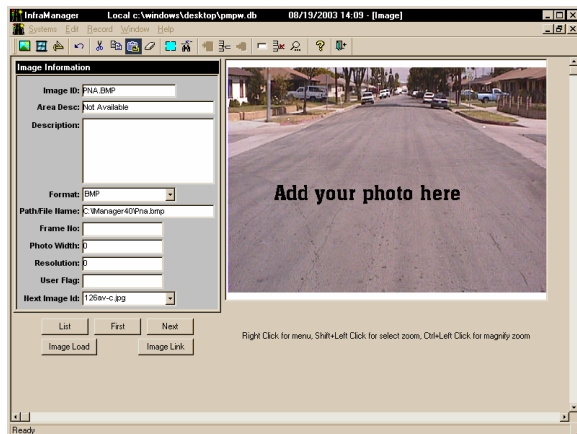 InfraManager Local c:\windows\desktop\pmpw.db 08/19/2003 14:09 - [Image]
Systems Edit Record Window Help
Image Information
Image ID: PNA.BMP
Area Desc: Not Available
Description:
Format: BMP
Path/File Name: C:\IManager40\Pna.bmp
Frame No:
Photo Width: 0
Resolution: 0
User Flag:
Next Image Id: 126av-c.jpg
List First Next
Image Load Image Link
Add your photo here
Right Click for menu, Shift+Left Click for select zoom, Ctrl+Left Click for magnify zoom
Ready